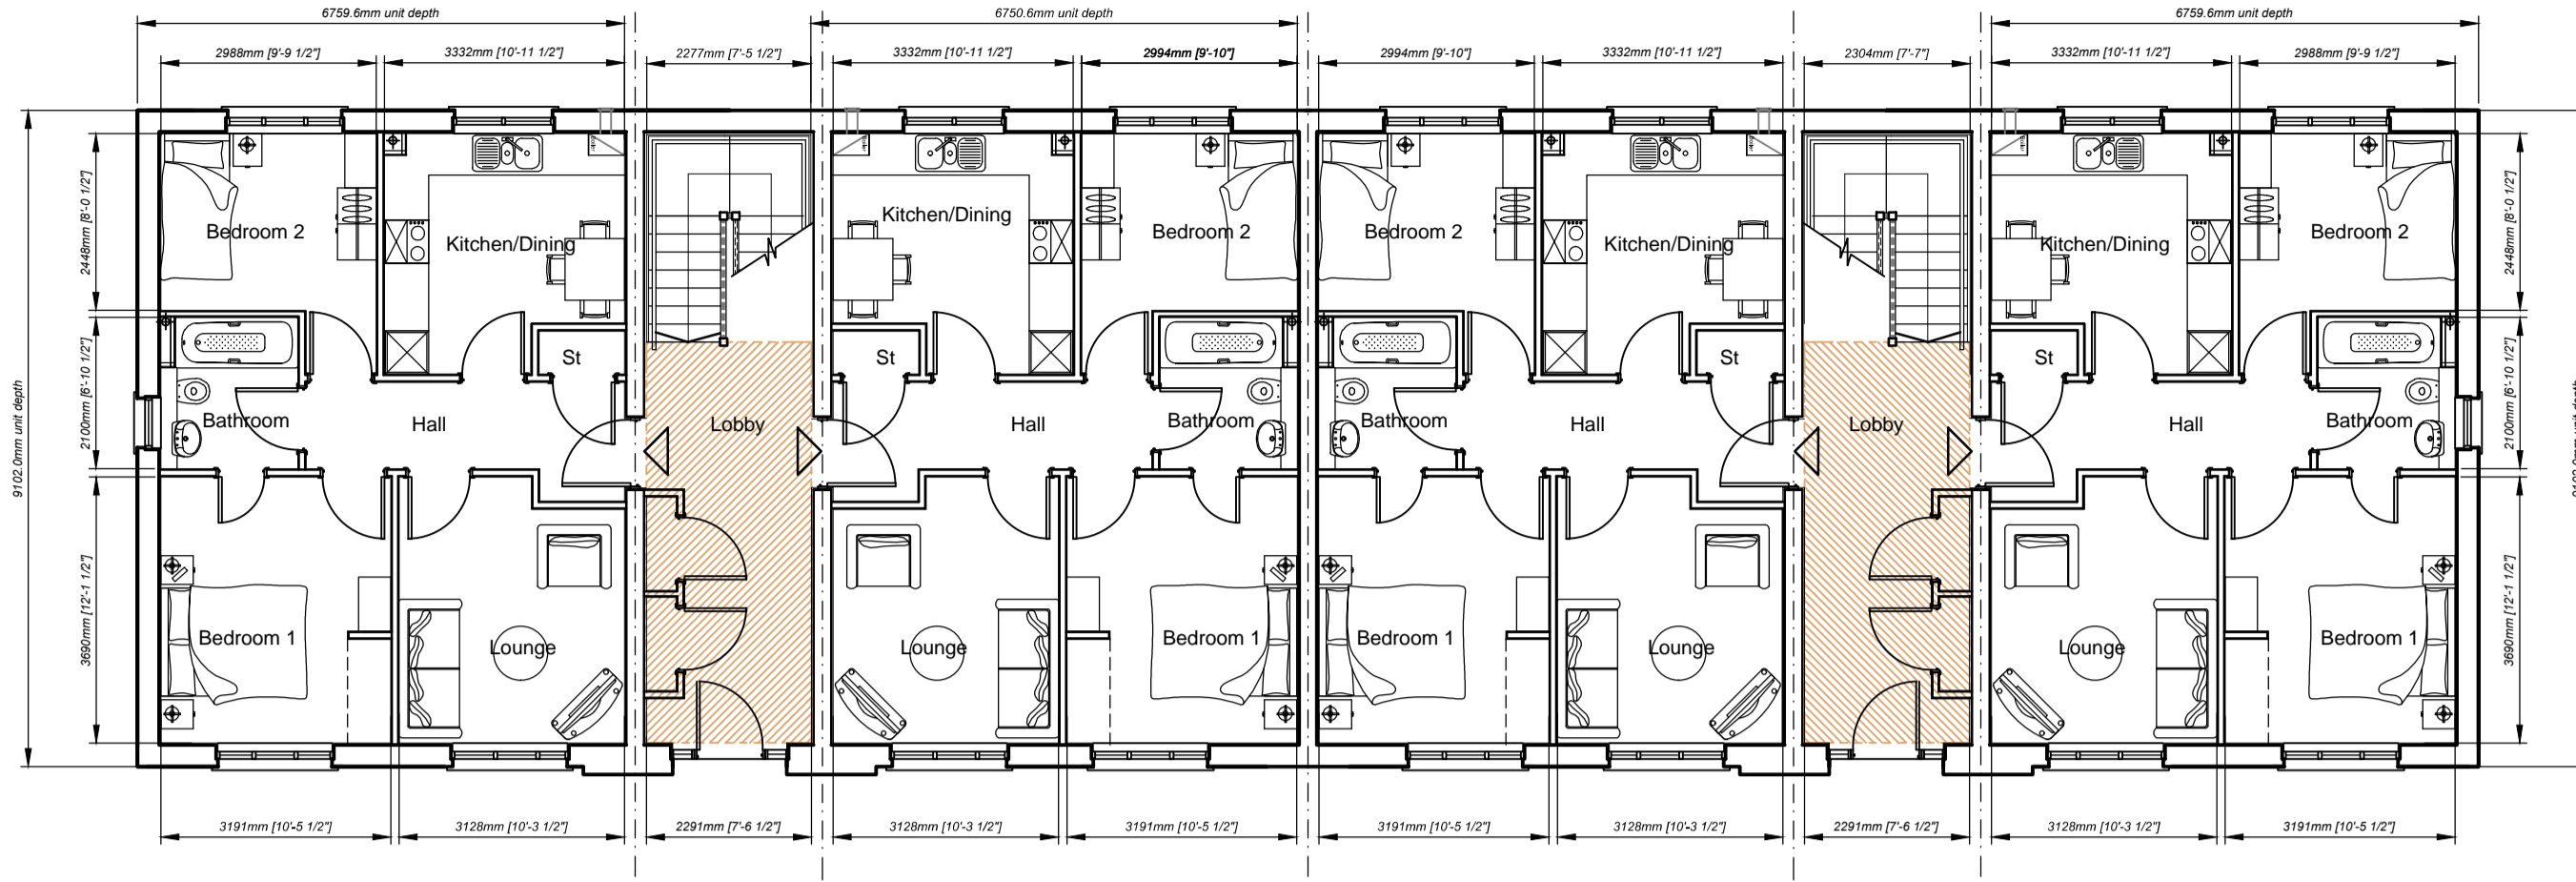 6759.6mm unit depth
6750.6mm unit depth
6759.6mm unit depth
2988mm [9'-9 1/2"]
3332mm [10'-11 1/2"]
2277mm [7'-5 1/2"]
3332mm [10'-11 1/2"]
2994mm [9'-10"]
2994mm [9'-10"]
3332mm [10'-11 1/2"]
2304mm [7'-7"]
3332mm [10'-11 1/2"]
2988mm [9'-9 1/2"]
9102.0mm unit depth
2448mm [8'-0 1/2"]
2100mm [6'-10 1/2"]
3690mm [12'-1 1/2"]
Bedroom 2
Kitchen/Dining
Kitchen/Dining
Bedroom 2
Bedroom 2
Kitchen/Dining
Kitchen/Dining
Bedroom 2
St
St
St
St
Bathroom
Hall
Lobby
Hall
Bathroom
Bathroom
Hall
Lobby
Hall
Bathroom
Bedroom 1
Lounge
Lounge
Bedroom 1
Bedroom 1
Lounge
Lounge
Bedroom 1
2448mm [8'-0 1/2"]
2100mm [6'-10 1/2"]
3690mm [12'-1 1/2"]
3191mm [10'-5 1/2"]
3128mm [10'-3 1/2"]
2291mm [7'-6 1/2"]
3128mm [10'-3 1/2"]
3191mm [10'-5 1/2"]
3191mm [10'-5 1/2"]
3128mm [10'-3 1/2"]
2291mm [7'-6 1/2"]
3128mm [10'-3 1/2"]
3191mm [10'-5 1/2"]